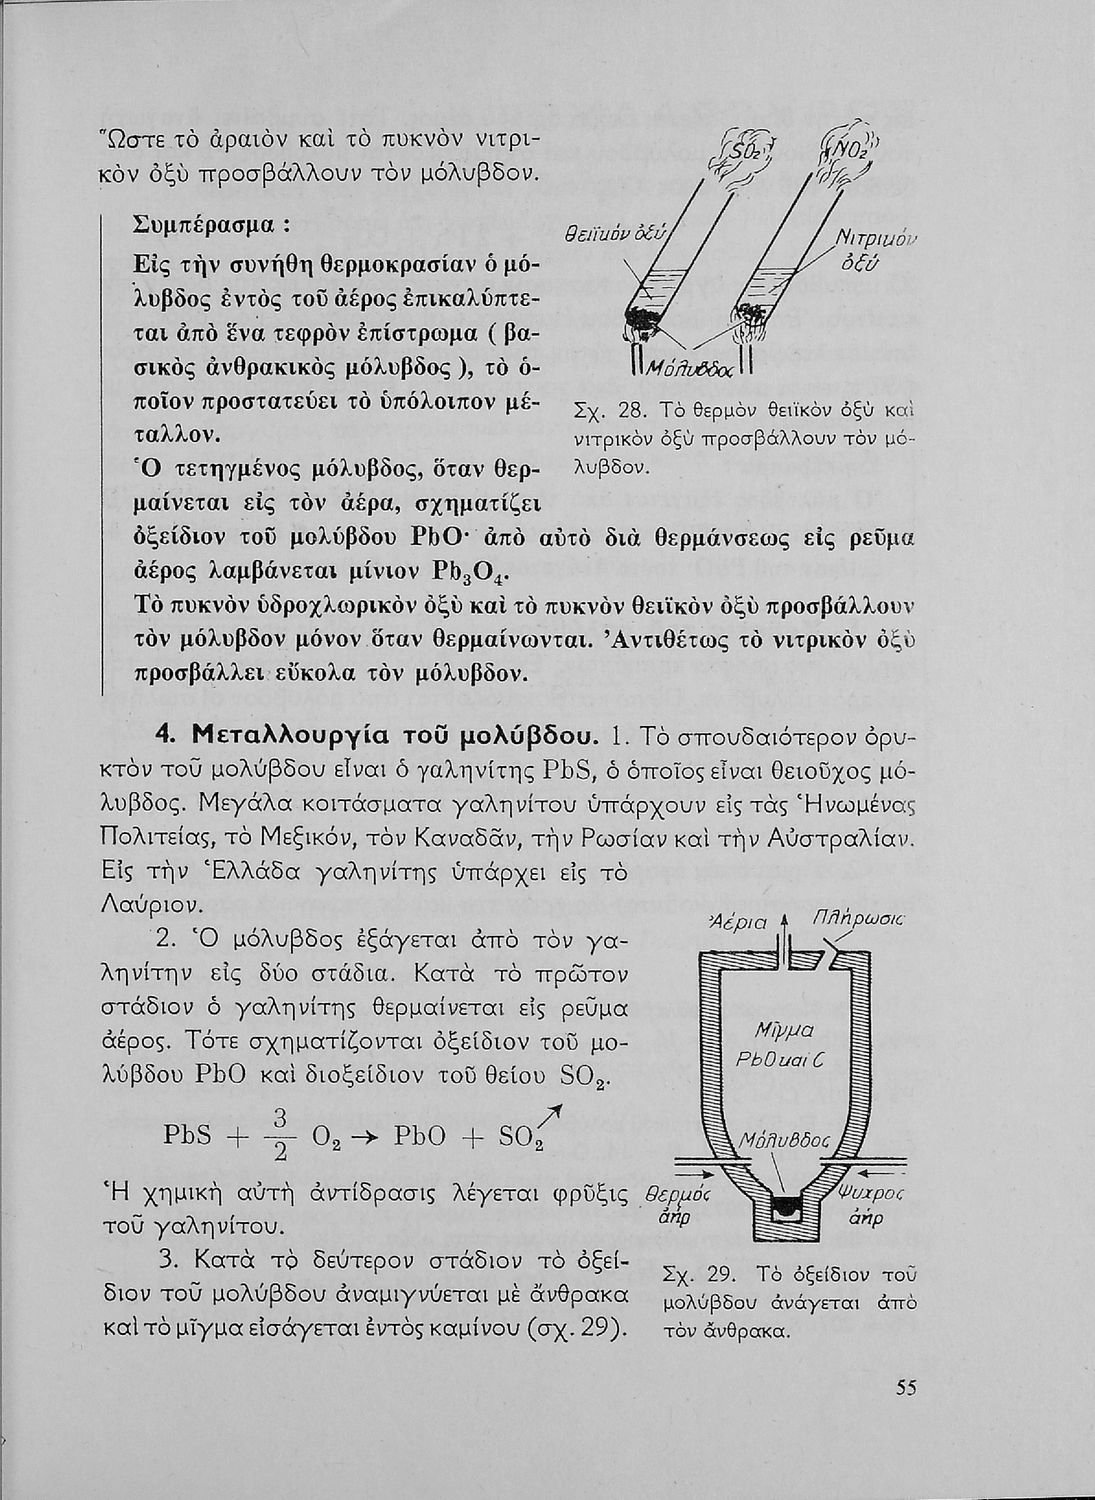 Ὥστε τὸ ἀραιὸν καὶ τὸ πυκνὸν νιτρι-
κὸν ὀξὺ προσβάλλουν τὸν μόλυβδον.
Συμπέρασμα :
Εἰς τὴν συνήθη θερμοκρασίαν ὁ μό-
λυβδος ἐντὸς τοῦ ἀέρος ἐπικαλύπτε-
ται ἀπὸ ἕνα τεφρὸν ἐπίστρωμα ( βα-
σικὸς ἀνθρακικὸς μόλυβδος ), τὸ ὁ-
ποῖον προστατεύει τὸ ὑπόλοιπον μέ-
ταλλον.
Ὁ τετηγμένος μόλυβδος, ὅταν θερ-
μαίνεται εἰς τὸν ἀέρα, σχηματίζει
ὀξείδιον τοῦ μολύβδου PbO· ἀπὸ αὐτὸ διὰ θερμάνσεως εἰς ρεῦμα
ἀέρος λαμβάνεται μίνιον Pb₃O₄.
Τὸ πυκνὸν ὑδροχλωρικὸν ὀξὺ καὶ τὸ πυκνὸν θειϊκὸν ὀξὺ προσβάλλουν
τὸν μόλυβδον μόνον ὅταν θερμαίνωνται. Ἀντιθέτως τὸ νιτρικὸν ὀξὺ
προσβάλλει εὔκολα τὸν μόλυβδον.
SO₂
NO₂
Θειϊκόν ὀξύ
Νιτρικόν
ὀξύ
Μόλυβδος
Σχ. 28. Τὸ θερμὸν θειϊκὸν ὀξὺ καὶ
νιτρικὸν ὀξὺ προσβάλλουν τὸν μό-
λυβδον.
4. Μεταλλουργία τοῦ μολύβδου. 1. Τὸ σπουδαιότερον ὀρυ-
κτὸν τοῦ μολύβδου εἶναι ὁ γαληνίτης PbS, ὁ ὁποῖος εἶναι θειοῦχος μό-
λυβδος. Μεγάλα κοιτάσματα γαληνίτου ὑπάρχουν εἰς τὰς Ἡνωμένας
Πολιτείας, τὸ Μεξικόν, τὸν Καναδᾶν, τὴν Ρωσίαν καὶ τὴν Αὐστραλίαν.
Εἰς τὴν Ἑλλάδα γαληνίτης ὑπάρχει εἰς τὸ
Λαύριον.
2. Ὁ μόλυβδος ἐξάγεται ἀπὸ τὸν γα-
ληνίτην εἰς δύο στάδια. Κατὰ τὸ πρῶτον
στάδιον ὁ γαληνίτης θερμαίνεται εἰς ρεῦμα
ἀέρος. Τότε σχηματίζονται ὀξείδιον τοῦ μο-
λύβδου PbO καὶ διοξείδιον τοῦ θείου SO₂.
PbS + 3/2 O₂ → PbO + SO₂↗
Ἡ χημικὴ αὐτὴ ἀντίδρασις λέγεται φρῦξις
τοῦ γαληνίτου.
3. Κατὰ τὸ δεύτερον στάδιον τὸ ὀξεί-
διον τοῦ μολύβδου ἀναμιγνύεται μὲ ἄνθρακα
καὶ τὸ μῖγμα εἰσάγεται ἐντὸς καμίνου (σχ. 29).
Ἀέρια
Πλήρωσις
Μῖγμα
PbO καί C
Μόλυβδος
Θερμός
ἀήρ
Ψυχρος
ἀήρ
Σχ. 29. Τὸ ὀξείδιον τοῦ
μολύβδου ἀνάγεται ἀπὸ
τὸν ἄνθρακα.
55